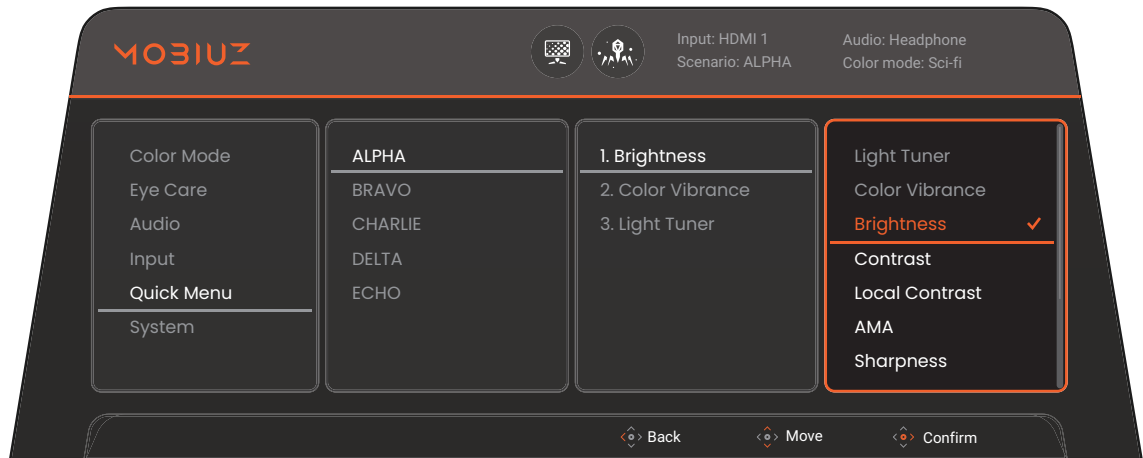 MOBIUZ
Input: HDMI 1
Scenario: ALPHA
Audio: Headphone
Color mode: Sci-fi
Color Mode
Eye Care
Audio
Input
Quick Menu
System
ALPHA
BRAVO
CHARLIE
DELTA
ECHO
1. Brightness
2. Color Vibrance
3. Light Tuner
Light Tuner
Color Vibrance
Brightness
Contrast
Local Contrast
AMA
Sharpness
Back
Move
Confirm